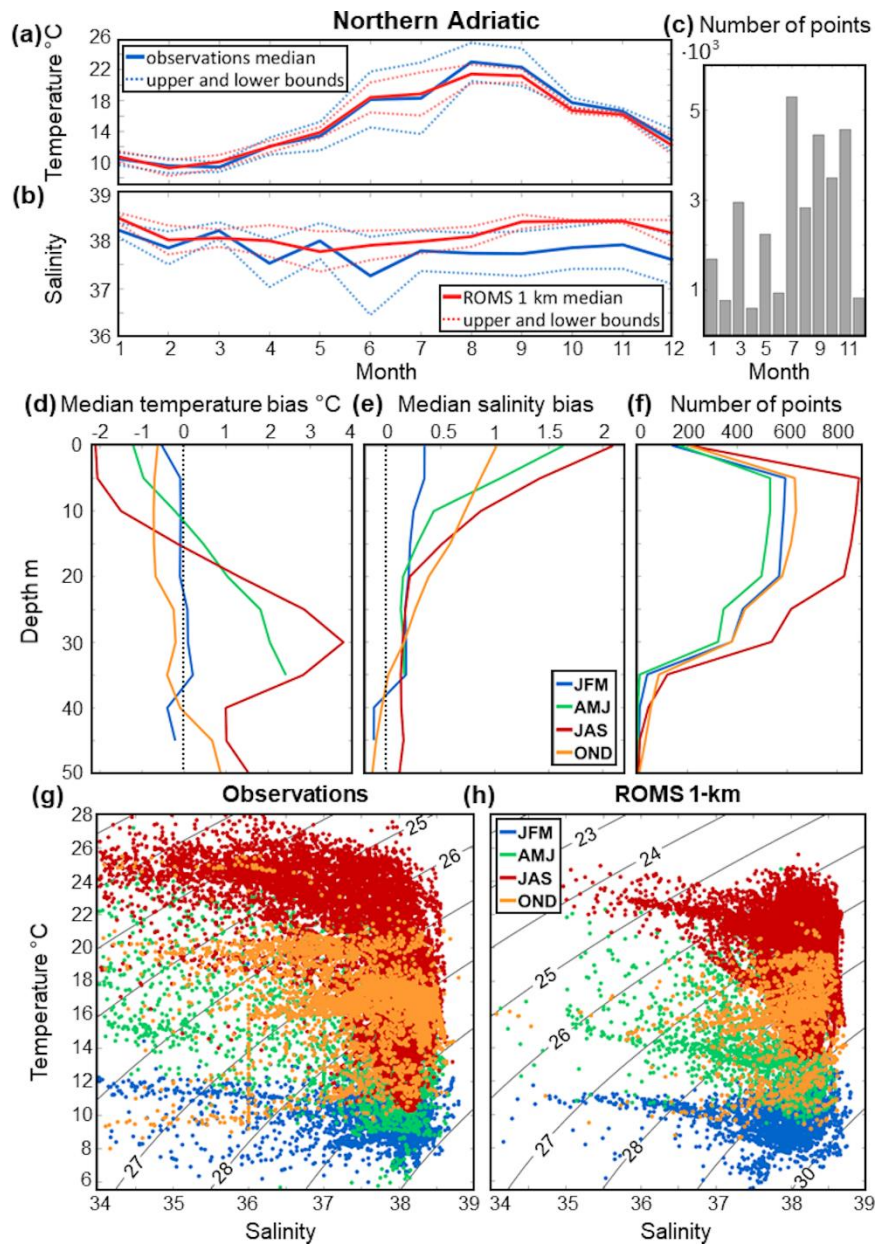 Northern Adriatic
(a)
Temperature °C
26
22
18
14
10
observations median
upper and lower bounds
(b)
Salinity
39
38
37
36
ROMS 1 km median
upper and lower bounds
1 2 3 4 5 6 7 8 9 10 11 12
Month
(c) Number of points
·10³
5
3
1
1 3 5 7 9 11
Month
(d) Median temperature bias °C
-2 -1 0 1 2 3 4
Depth m
0
10
20
30
40
50
(e) Median salinity bias
0 0.5 1 1.5 2
JFM
AMJ
JAS
OND
(f) Number of points
0 200 400 600 800
(g) Observations
Temperature °C
28
26
24
22
20
18
16
14
12
10
8
6
25
26
27
28
34 35 36 37 38 39
Salinity
(h) ROMS 1-km
JFM
AMJ
JAS
OND
23
24
25
26
27
28
30
34 35 36 37 38 39
Salinity